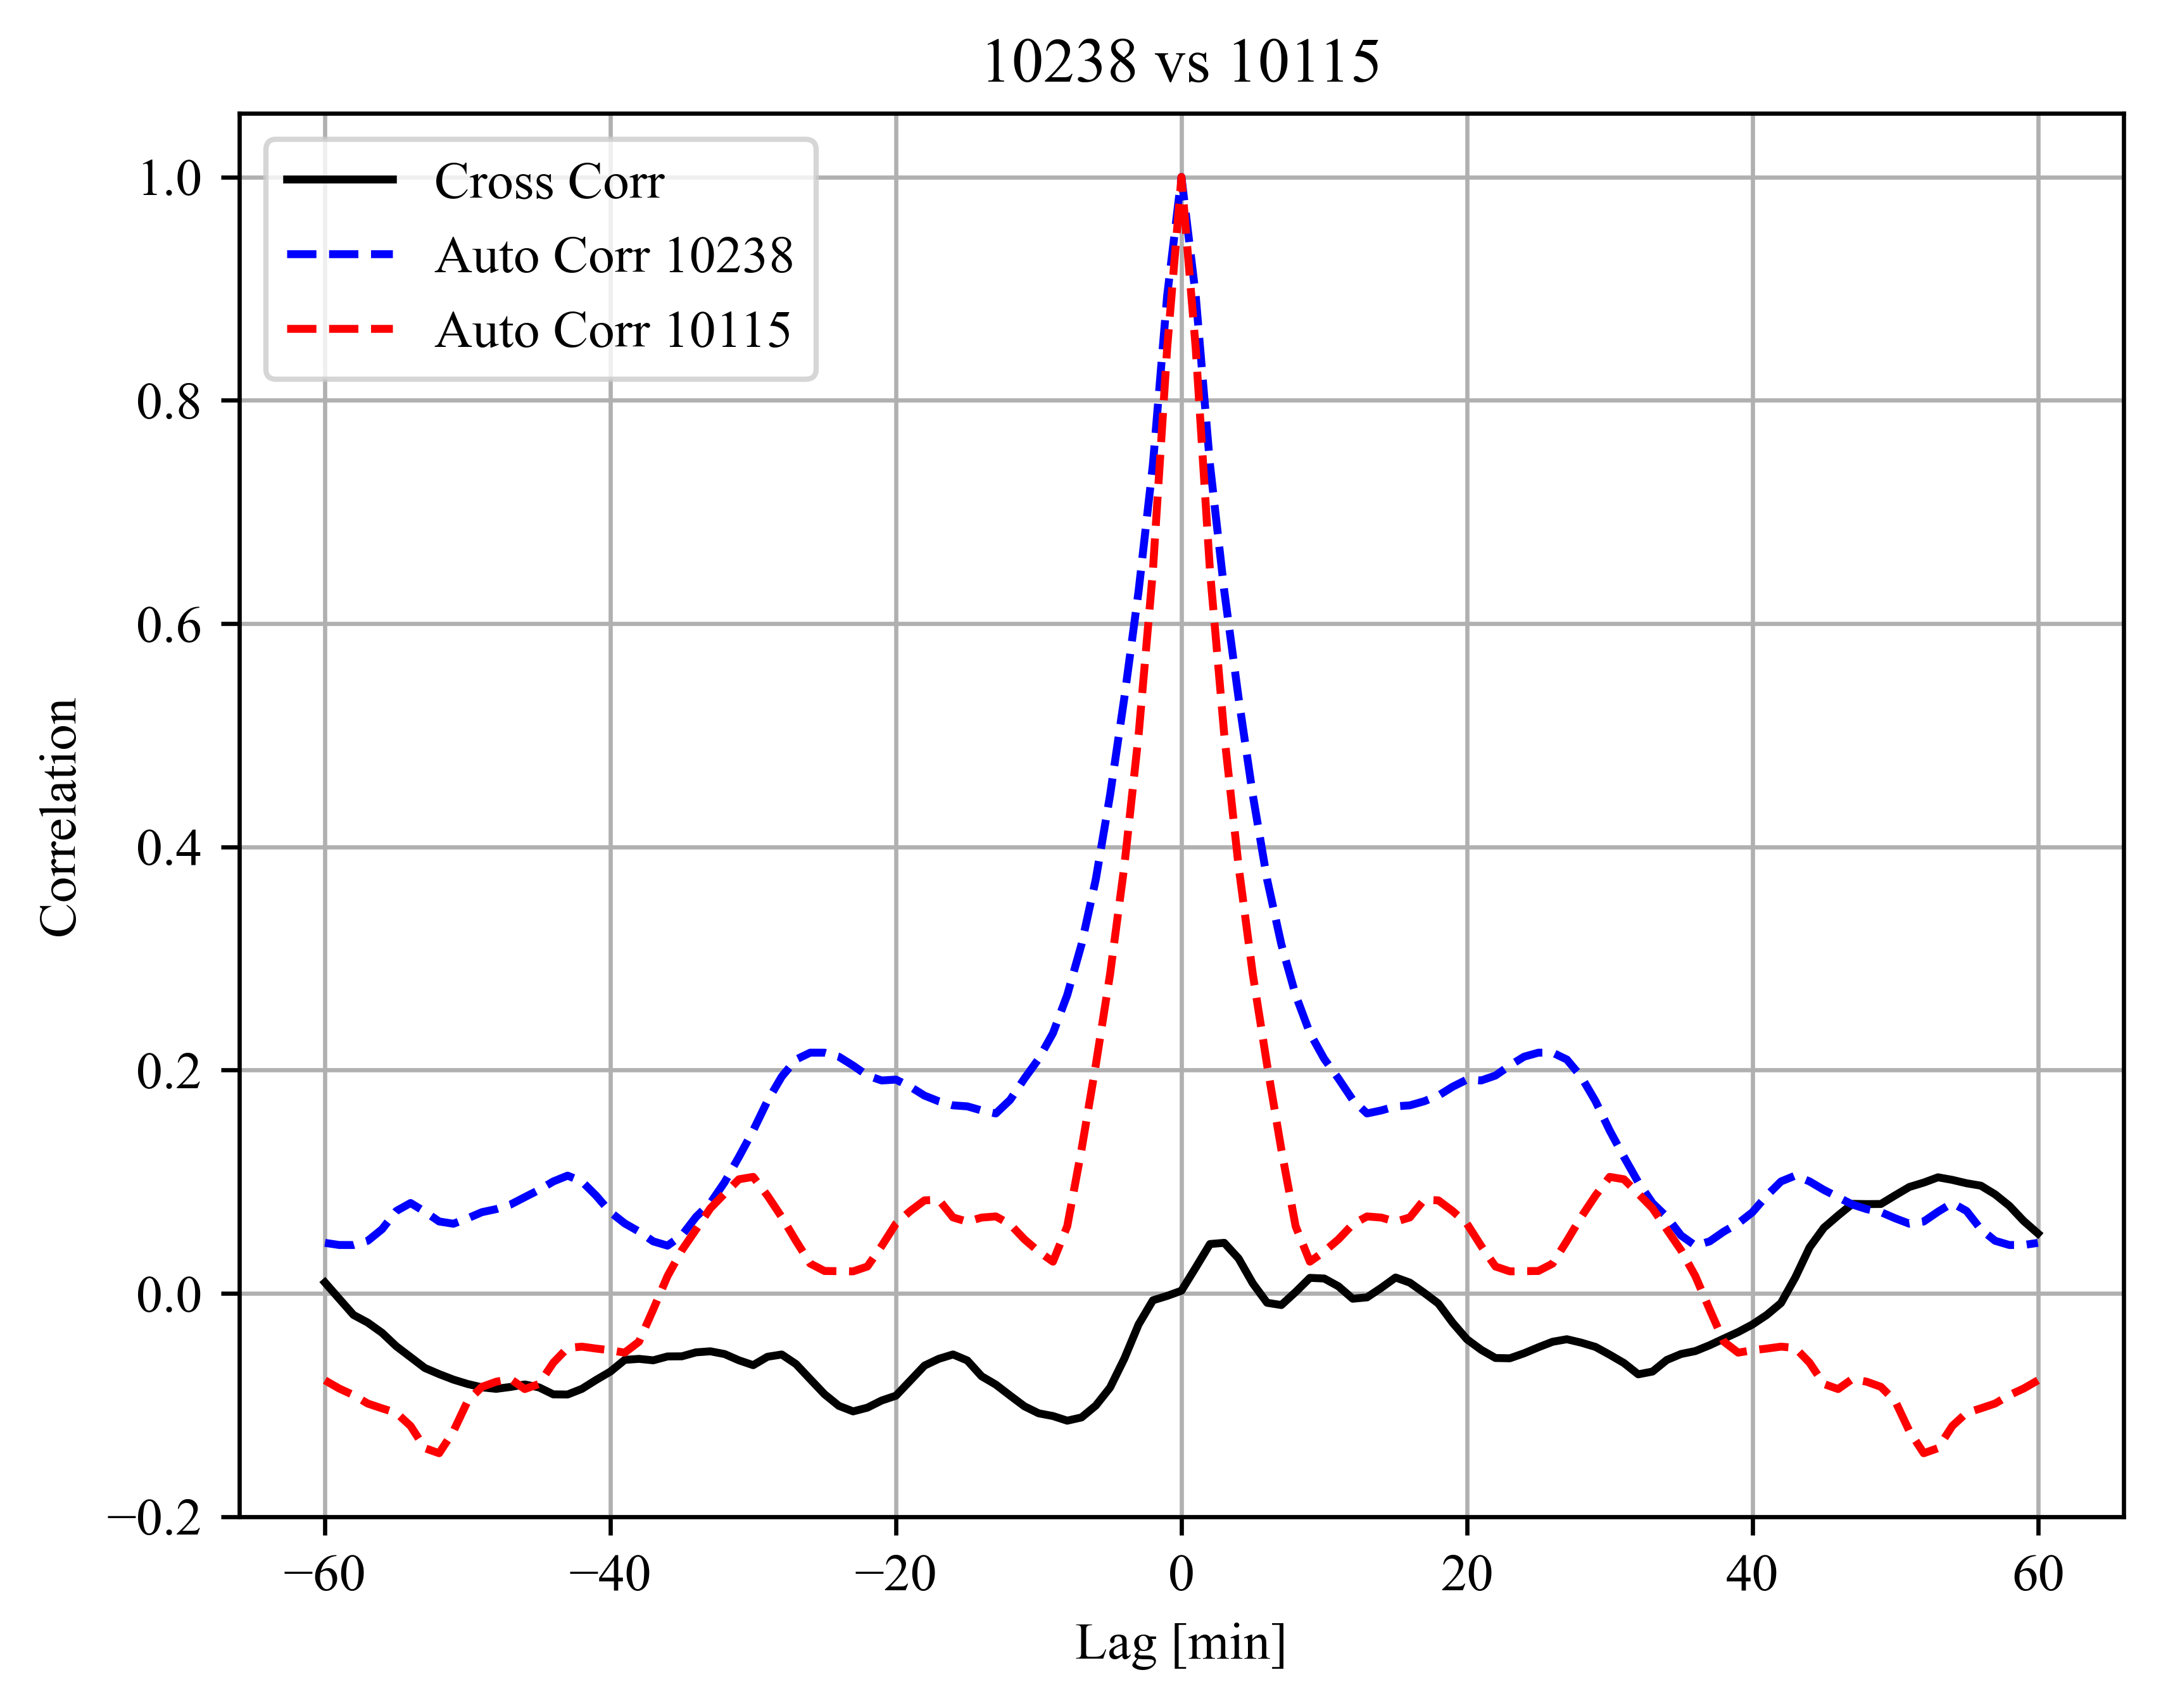 10238 vs 10115
Cross Corr
Auto Corr 10238
Auto Corr 10115
1.0
0.8
0.6
0.4
0.2
0.0
−0.2
Correlation
−60 −40 −20 0 20 40 60
Lag [min]